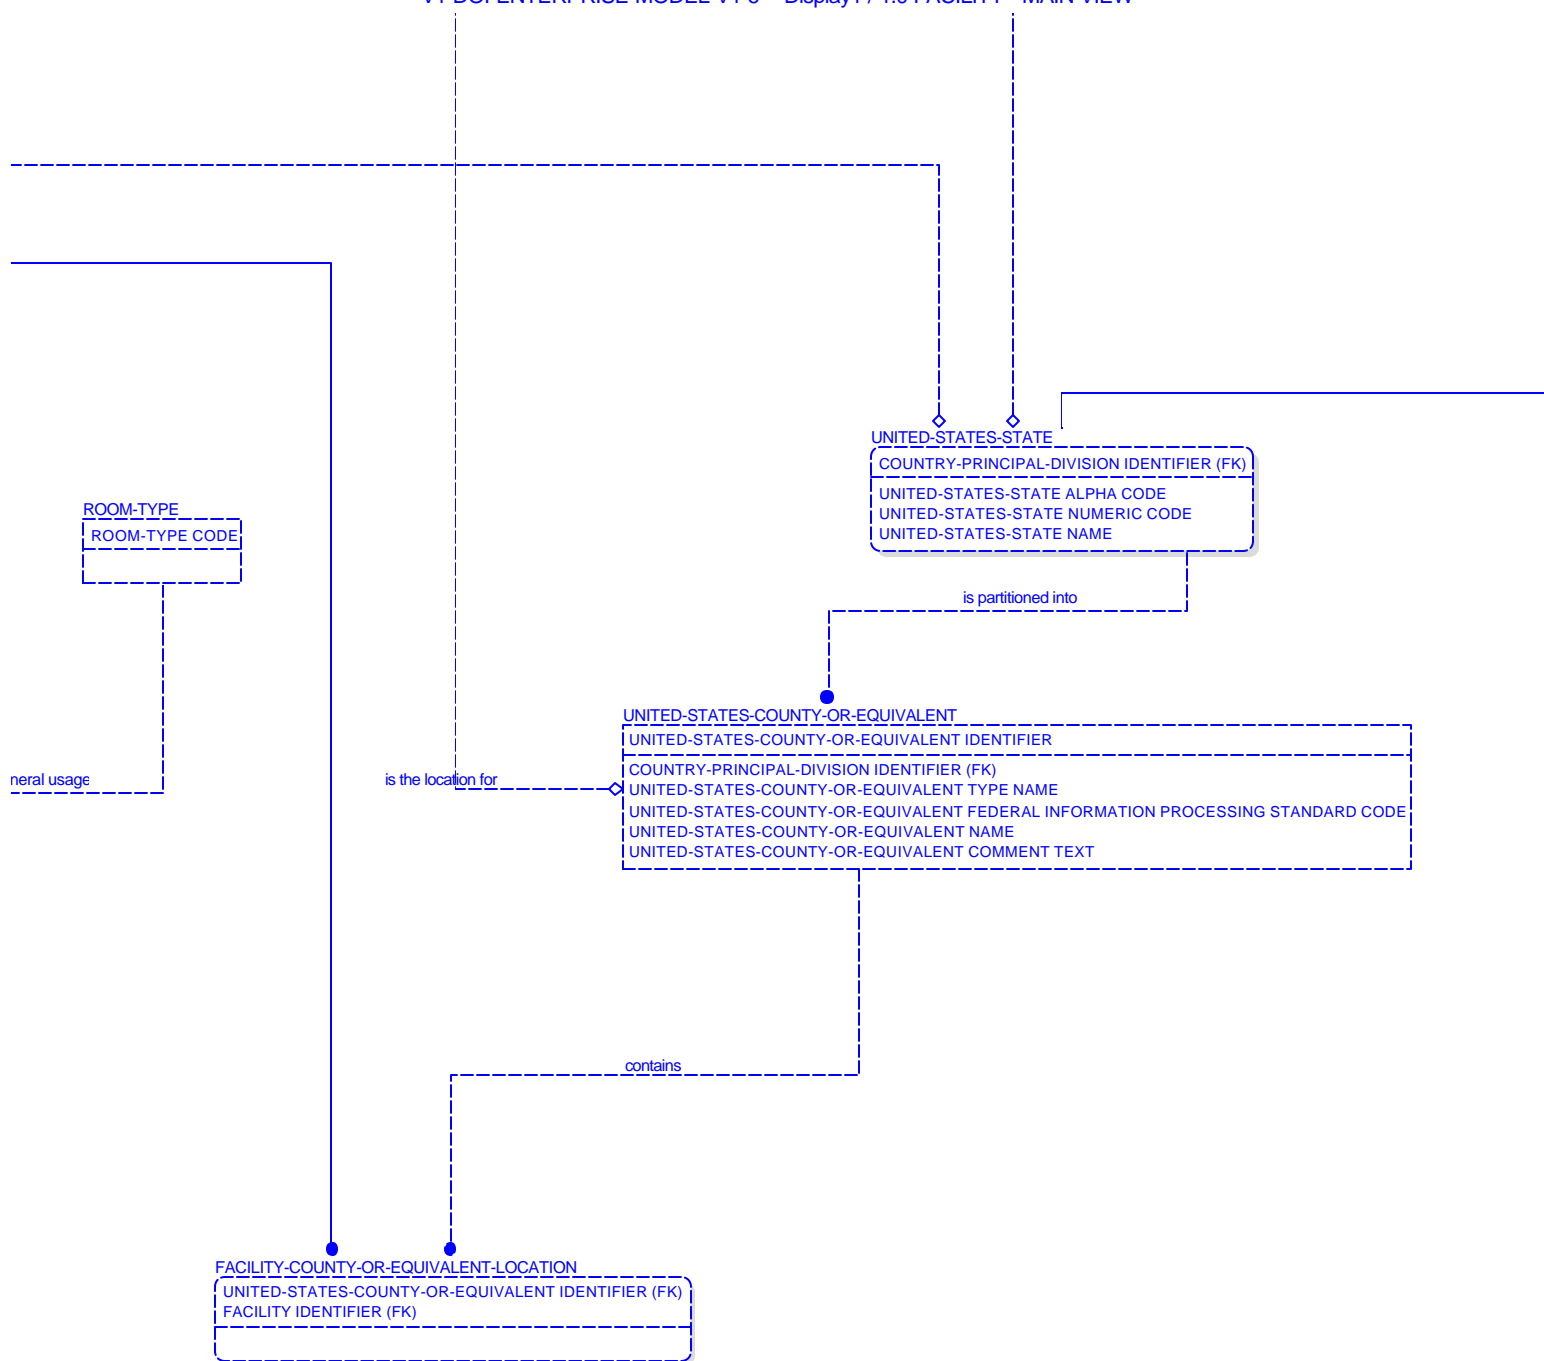 UNITED-STATES-STATE
COUNTRY-PRINCIPAL-DIVISION IDENTIFIER (FK)
UNITED-STATES-STATE ALPHA CODE
UNITED-STATES-STATE NUMERIC CODE
UNITED-STATES-STATE NAME
ROOM-TYPE
ROOM-TYPE CODE
is partitioned into
UNITED-STATES-COUNTY-OR-EQUIVALENT
UNITED-STATES-COUNTY-OR-EQUIVALENT IDENTIFIER
COUNTRY-PRINCIPAL-DIVISION IDENTIFIER (FK)
UNITED-STATES-COUNTY-OR-EQUIVALENT TYPE NAME
UNITED-STATES-COUNTY-OR-EQUIVALENT FEDERAL INFORMATION PROCESSING STANDARD CODE
UNITED-STATES-COUNTY-OR-EQUIVALENT NAME
UNITED-STATES-COUNTY-OR-EQUIVALENT COMMENT TEXT
neral usage
is the location for
contains
FACILITY-COUNTY-OR-EQUIVALENT-LOCATION
UNITED-STATES-COUNTY-OR-EQUIVALENT IDENTIFIER (FK)
FACILITY IDENTIFIER (FK)